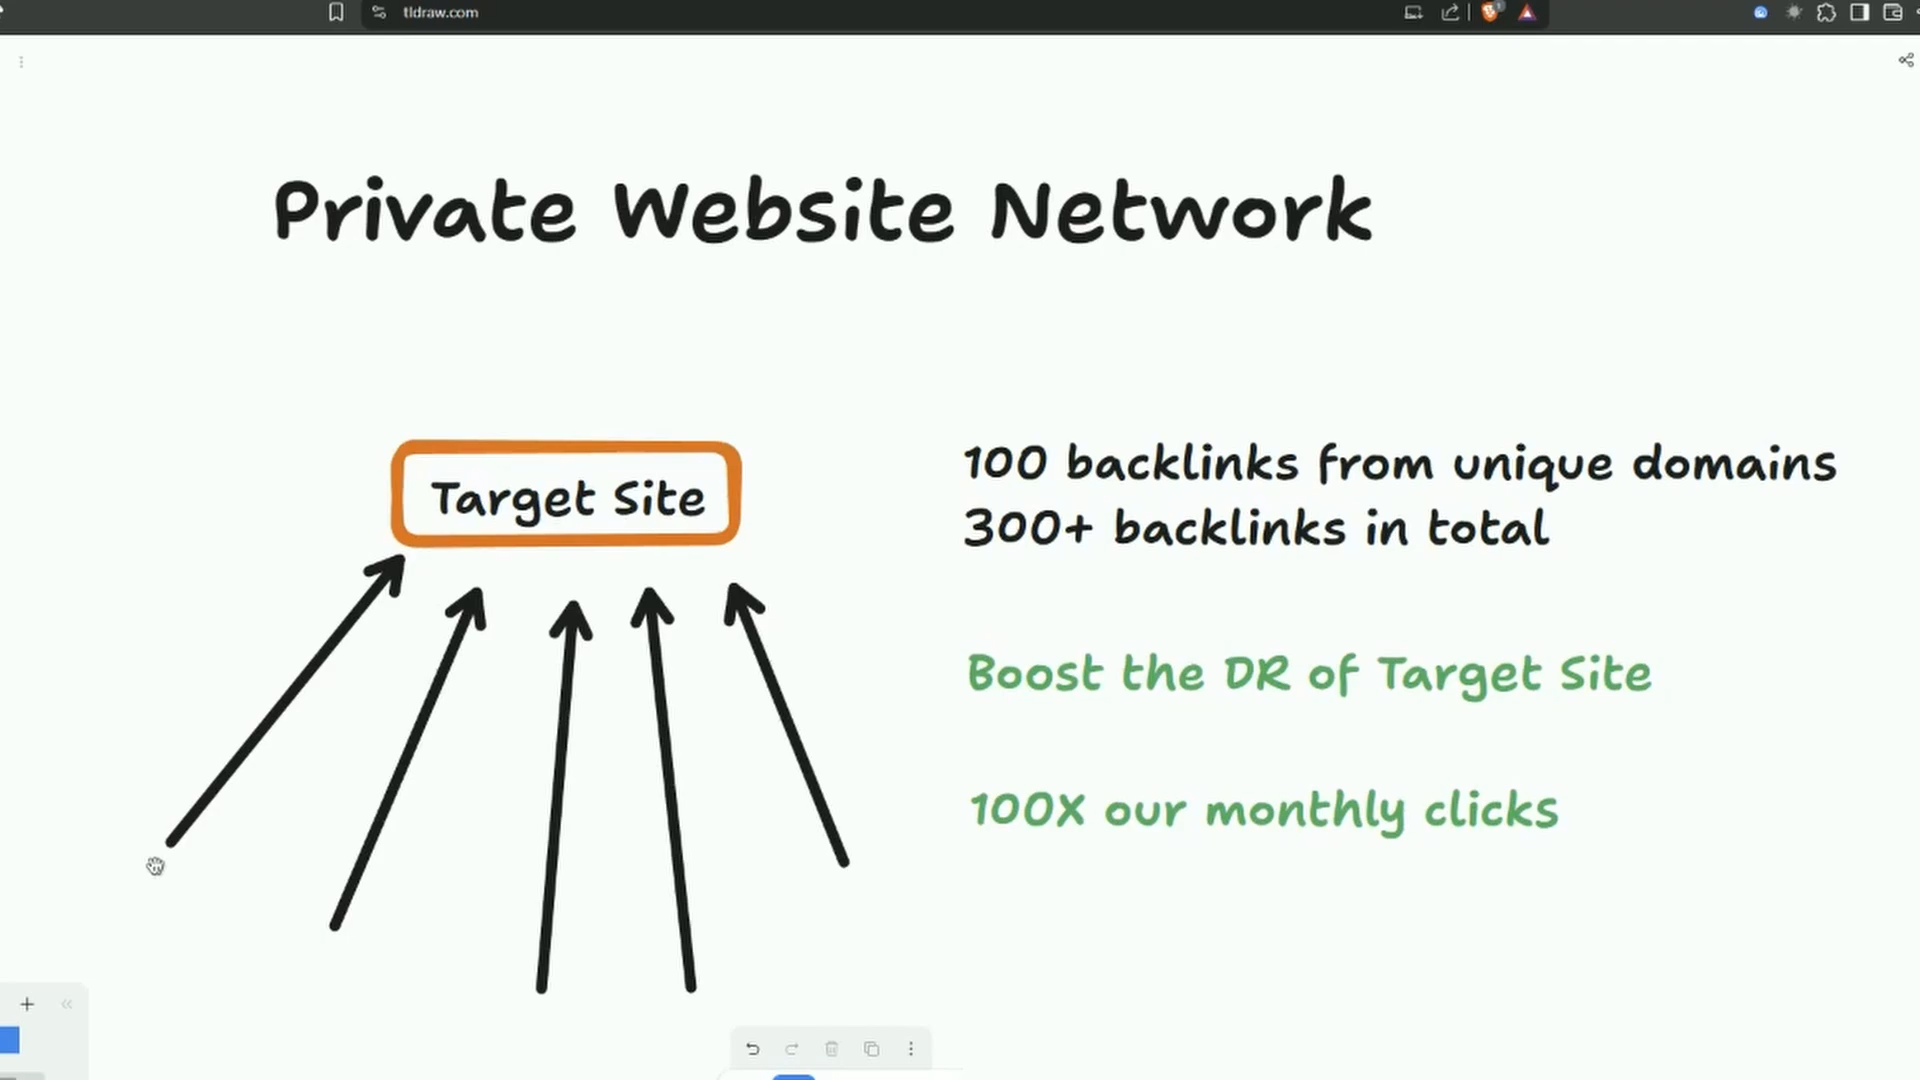 tldraw.com
Private Website Network
Target Site
100 backlinks from unique domains
300+ backlinks in total
Boost the DR of Target Site
100X our monthly clicks